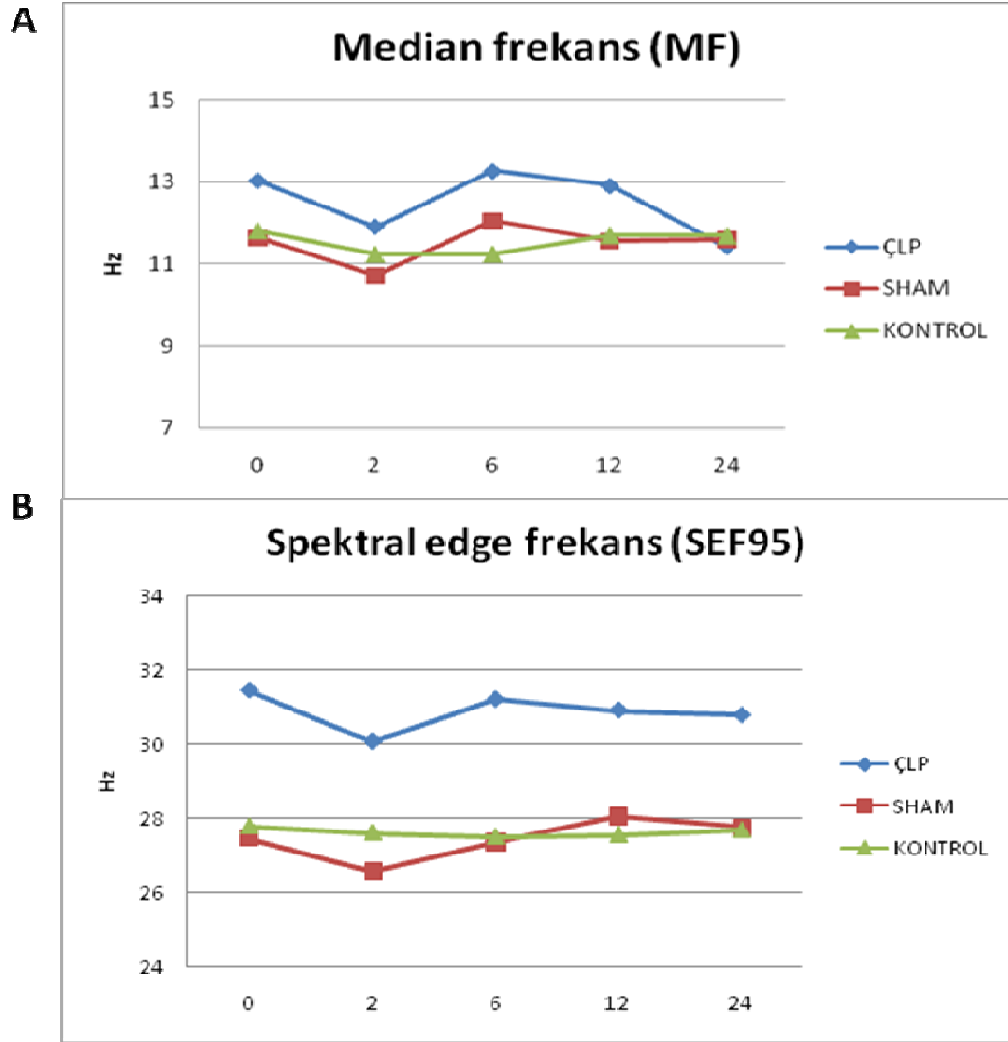 A
Median frekans (MF)
15
13
11
9
7
Hz
0 2 6 12 24
ÇLP
SHAM
KONTROL
B
Spektral edge frekans (SEF95)
34
32
30
28
26
24
Hz
0 2 6 12 24
ÇLP
SHAM
KONTROL